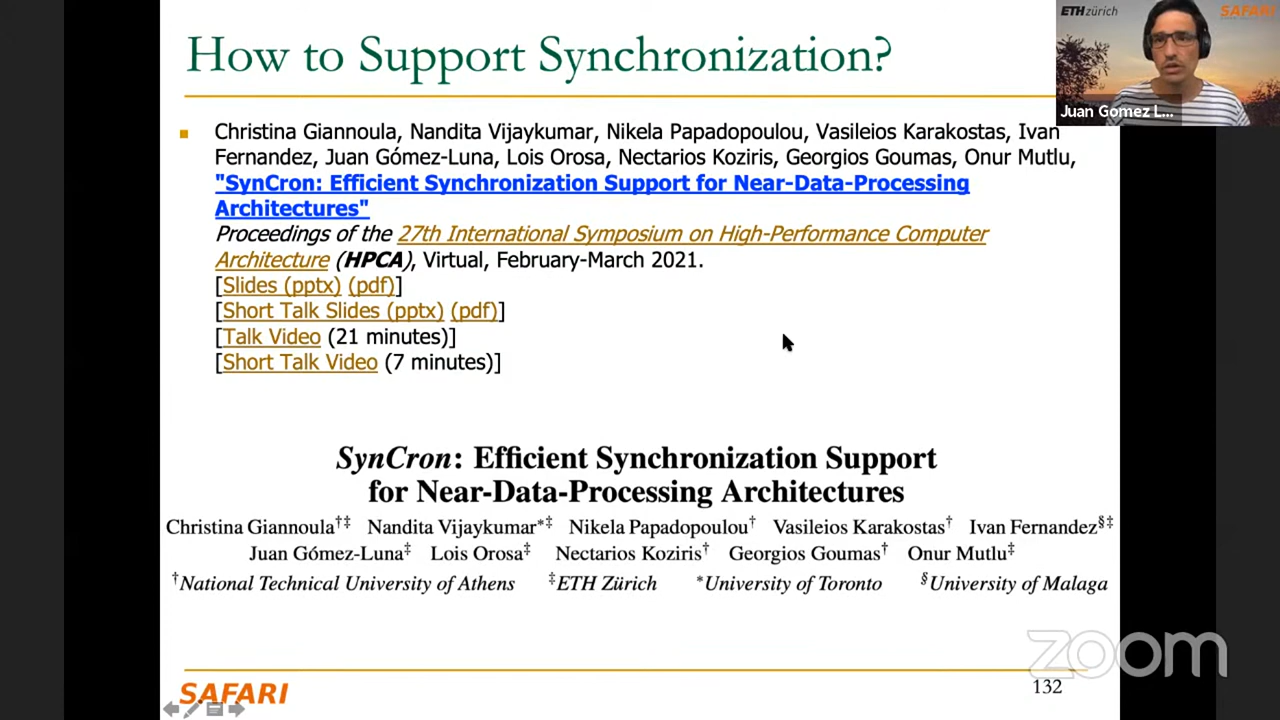 How to Support Synchronization?
ETH zürich
SAFARI
Juan Gomez L...
Christina Giannoula, Nandita Vijaykumar, Nikela Papadopoulou, Vasileios Karakostas, Ivan
Fernandez, Juan Gómez-Luna, Lois Orosa, Nectarios Koziris, Georgios Goumas, Onur Mutlu,
"SynCron: Efficient Synchronization Support for Near-Data-Processing
Architectures"
Proceedings of the 27th International Symposium on High-Performance Computer
Architecture (HPCA), Virtual, February-March 2021.
[Slides (pptx) (pdf)]
[Short Talk Slides (pptx) (pdf)]
[Talk Video (21 minutes)]
[Short Talk Video (7 minutes)]
SynCron: Efficient Synchronization Support
for Near-Data-Processing Architectures
Christina Giannoula†‡ Nandita Vijaykumar*‡ Nikela Papadopoulou† Vasileios Karakostas† Ivan Fernandez§‡
Juan Gómez-Luna‡ Lois Orosa‡ Nectarios Koziris† Georgios Goumas† Onur Mutlu‡
†National Technical University of Athens ‡ETH Zürich *University of Toronto §University of Malaga
zoom
SAFARI
132